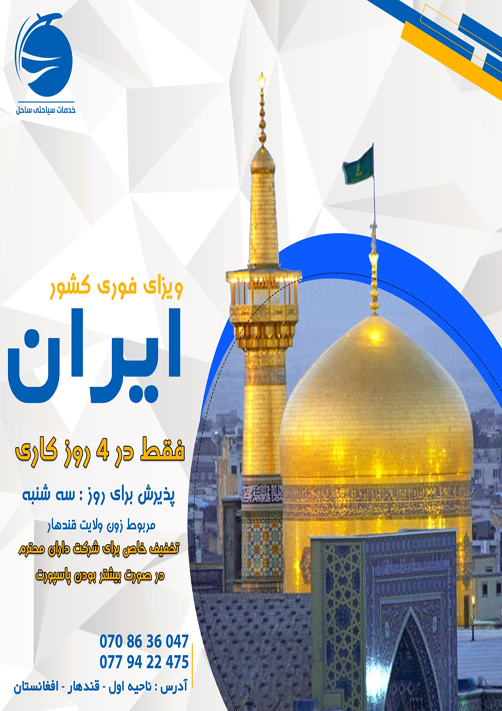 خدمات سیاحتی ساحل
ویزای فوری کشور
ایران
فقط در 4 روز کاری
پذیرش برای روز : سه شنبه
مربوط زون ولایت قندهار
تخفیف خاص برای شرکت داران محترم
در صورت بیشتر بودن پاسپورت
070 86 36 047
077 94 22 475
آدرس : ناحیه اول - قندهار - افغانستان